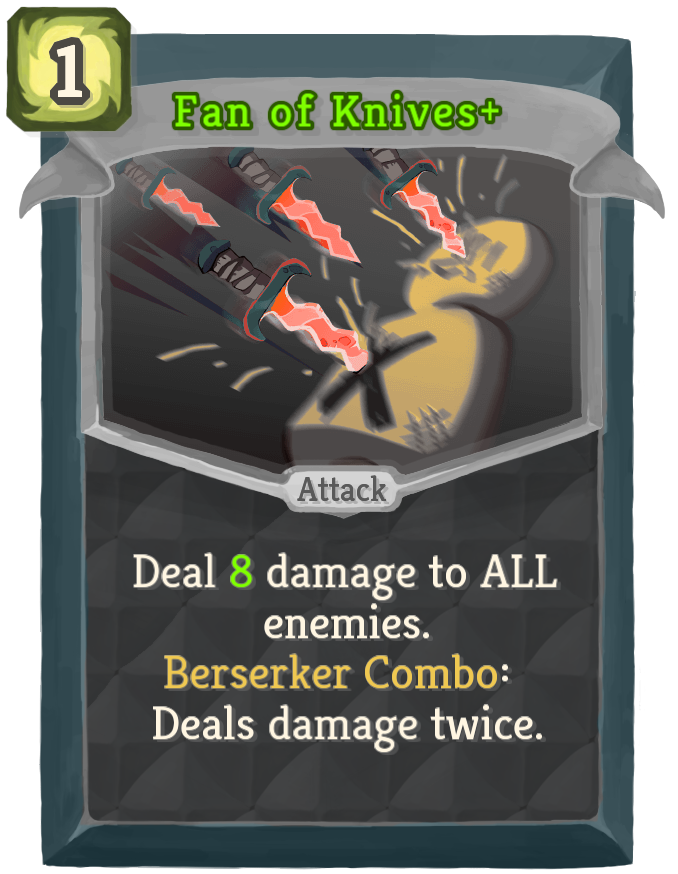 1
Fan of Knives+
Attack
Deal 8 damage to ALL
enemies.
Berserker Combo:
Deals damage twice.